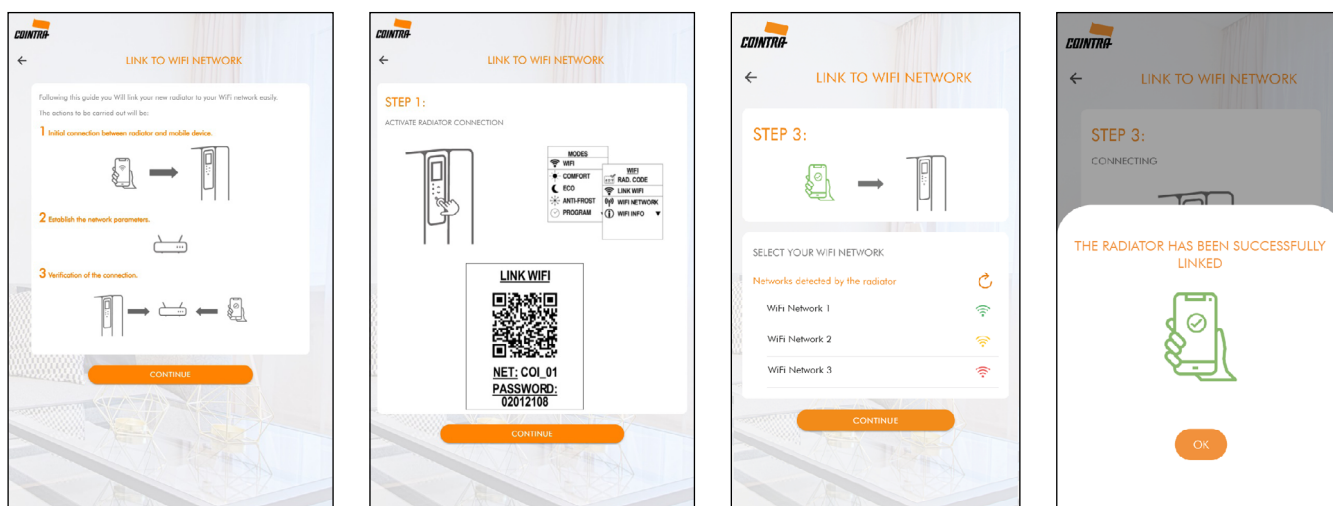 COINTRA
LINK TO WIFI NETWORK
Following this guide you Will link your new radiator to your WiFi network easily.
The actions to be carried out will be:
1 Initial connection between radiator and mobile device.
2 Establish the network parameters.
3 Verification of the connection.
CONTINUE
COINTRA
LINK TO WIFI NETWORK
STEP 1:
ACTIVATE RADIATOR CONNECTION
MODES
WIFI
COMFORT
ECO
ANTI-FROST
PROGRAM
WIFI
RAD. CODE
LINK WIFI
WIFI NETWORK
WIFI INFO
LINK WIFI
NET: COI_01
PASSWORD:
02012108
CONTINUE
COINTRA
LINK TO WIFI NETWORK
STEP 3:
SELECT YOUR WIFI NETWORK
Networks detected by the radiator
WiFi Network 1
WiFi Network 2
WiFi Network 3
CONTINUE
COINTRA
LINK TO WIFI NETWORK
STEP 3:
CONNECTING
THE RADIATOR HAS BEEN SUCCESSFULLY
LINKED
OK